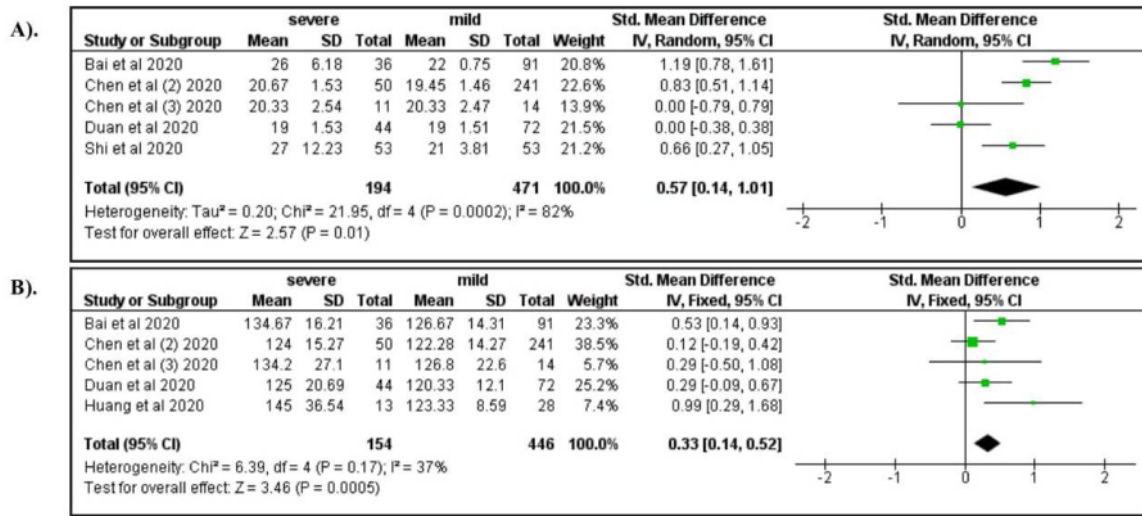 A).
severe mild Std. Mean Difference Std. Mean Difference
Study or Subgroup Mean SD Total Mean SD Total Weight IV, Random, 95% CI IV, Random, 95% CI
Bai et al 2020 26 6.18 36 22 0.75 91 20.8% 1.19 [0.78, 1.61]
Chen et al (2) 2020 20.67 1.53 50 19.45 1.46 241 22.6% 0.83 [0.51, 1.14]
Chen et al (3) 2020 20.33 2.54 11 20.33 2.47 14 13.9% 0.00 [-0.79, 0.79]
Duan et al 2020 19 1.53 44 19 1.51 72 21.5% 0.00 [-0.38, 0.38]
Shi et al 2020 27 12.23 53 21 3.81 53 21.2% 0.66 [0.27, 1.05]
Total (95% CI) 194 471 100.0% 0.57 [0.14, 1.01]
Heterogeneity: Tau² = 0.20; Chi² = 21.95, df = 4 (P = 0.0002); I² = 82%
Test for overall effect: Z = 2.57 (P = 0.01)
-2 -1 0 1 2
B).
severe mild Std. Mean Difference Std. Mean Difference
Study or Subgroup Mean SD Total Mean SD Total Weight IV, Fixed, 95% CI IV, Fixed, 95% CI
Bai et al 2020 134.67 16.21 36 126.67 14.31 91 23.3% 0.53 [0.14, 0.93]
Chen et al (2) 2020 124 15.27 50 122.28 14.27 241 38.5% 0.12 [-0.19, 0.42]
Chen et al (3) 2020 134.2 27.1 11 126.8 22.6 14 5.7% 0.29 [-0.50, 1.08]
Duan et al 2020 125 20.69 44 120.33 12.1 72 25.2% 0.29 [-0.09, 0.67]
Huang et al 2020 145 36.54 13 123.33 8.59 28 7.4% 0.99 [0.29, 1.68]
Total (95% CI) 154 446 100.0% 0.33 [0.14, 0.52]
Heterogeneity: Chi² = 6.39, df = 4 (P = 0.17); I² = 37%
Test for overall effect: Z = 3.46 (P = 0.0005)
-2 -1 0 1 2